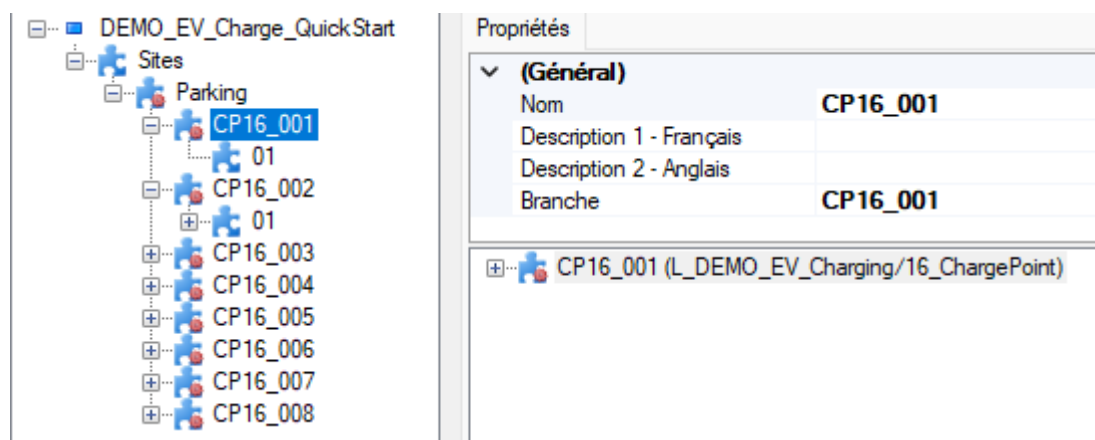 DEMO_EV_Charge_QuickStart
Sites
Parking
CP16_001
01
CP16_002
01
CP16_003
CP16_004
CP16_005
CP16_006
CP16_007
CP16_008
Propriétés
(Général)
Nom CP16_001
Description 1 - Français
Description 2 - Anglais
Branche CP16_001
CP16_001 (L_DEMO_EV_Charging/16_ChargePoint)